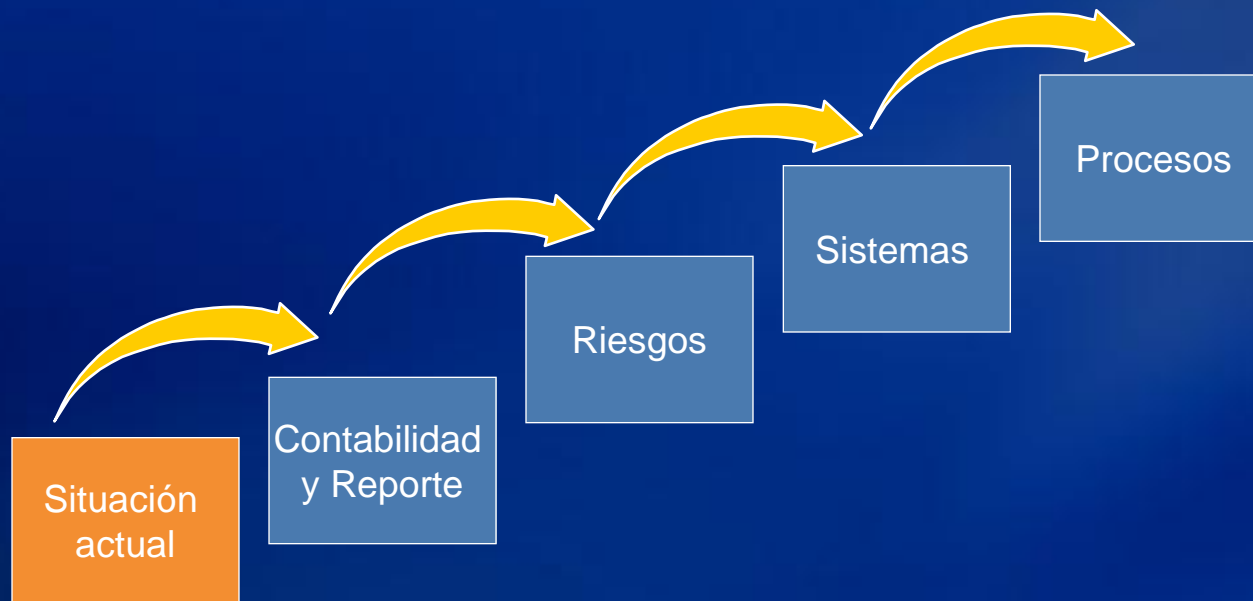 Situación
actual
Contabilidad
y Reporte
Riesgos
Sistemas
Procesos